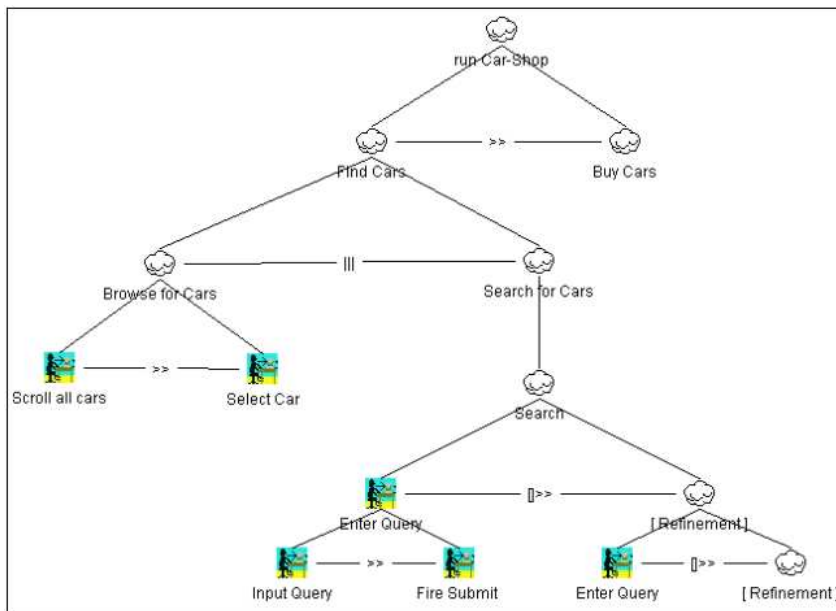 run Car-Shop
FInd Cars
>>
Buy Cars
Browse for Cars
|||
Search for Cars
Scroll all cars
>>
Select Car
Search
Enter Query
[]>>
[ Refinement ]
Input Query
>>
Fire Submit
Enter Query
[]>>
[ Refinement ]